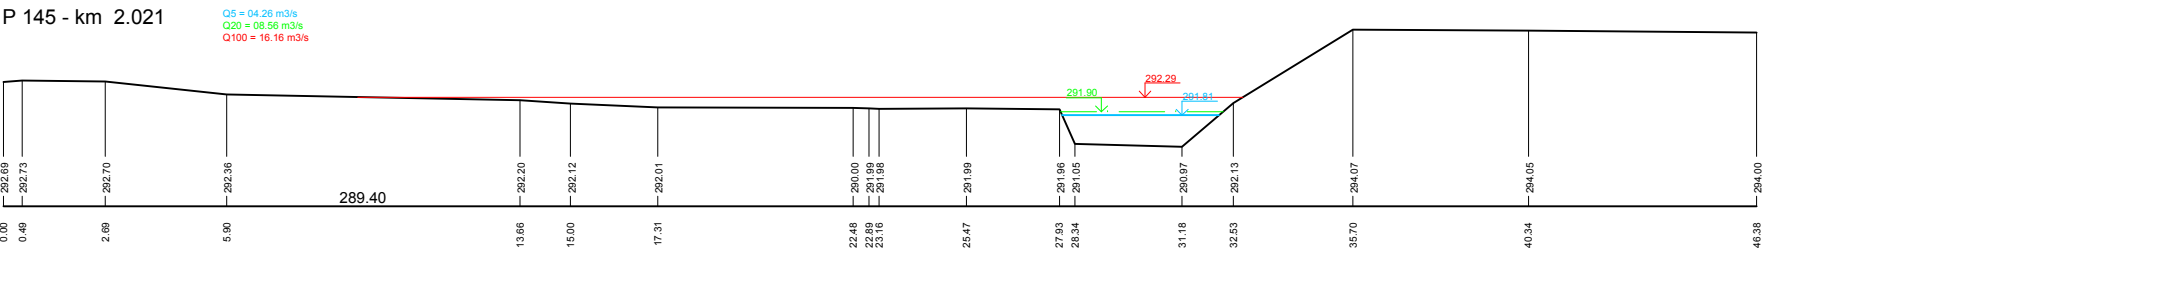 P 145 - km 2.021
Q5 = 04.26 m3/s
Q20 = 08.56 m3/s
Q100 = 16.16 m3/s
292.29
291.90
291.81
292.69 292.73 292.70 292.36 292.20 292.12 292.01 290.00 291.99 291.98 291.99 291.96 291.05 290.97 292.13 294.07 294.05 294.00
289.40
0.00 0.49 2.69 5.90 13.66 15.00 17.31 22.48 22.89 23.16 25.47 27.93 28.34 31.18 32.53 35.70 40.34 46.38